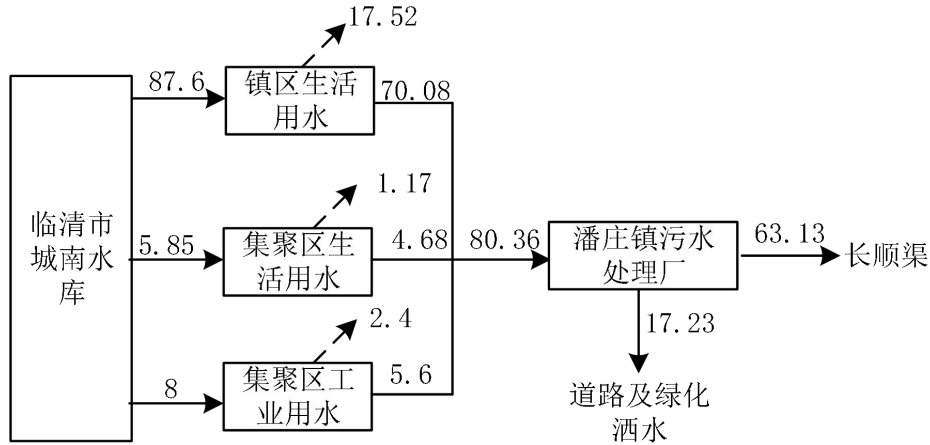 17.52
87.6
镇区生活
用水
70.08
临清市
城南水
库
1.17
5.85
集聚区生
活用水
4.68
80.36
潘庄镇污水
处理厂
63.13
长顺渠
2.4
17.23
8
集聚区工
业用水
5.6
道路及绿化
洒水